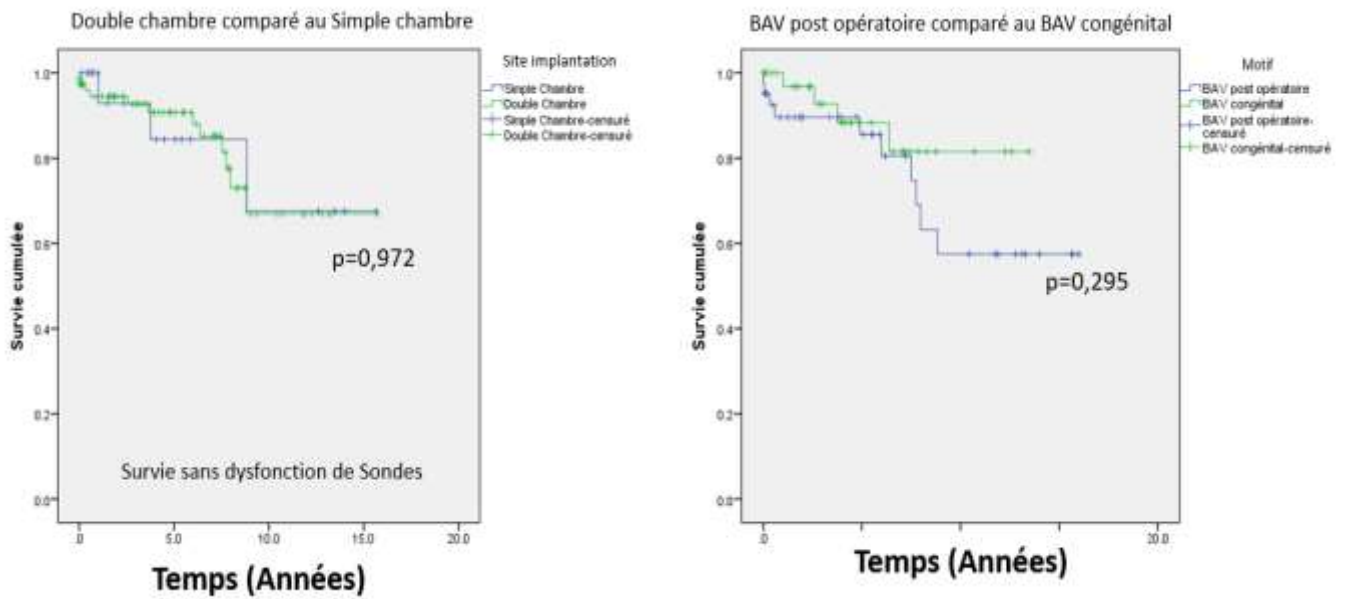 Double chambre comparé au Simple chambre
Site implantation
Simple Chambre
Double Chambre
Simple Chambre-censuré
Double Chambre-censuré
Survie cumulée
1.0
0.8
0.6
0.4
0.2
0.0
p=0,972
Survie sans dysfonction de Sondes
.0
5.0
10.0
15.0
20.0
Temps (Années)
BAV post opératoire comparé au BAV congénital
Motif
BAV post opératoire
BAV congénital
BAV post opératoire-
censuré
BAV congénital-censuré
Survie cumulée
1.0
0.8
0.6
0.4
0.2
0.0
p=0,295
.0
20.0
Temps (Années)